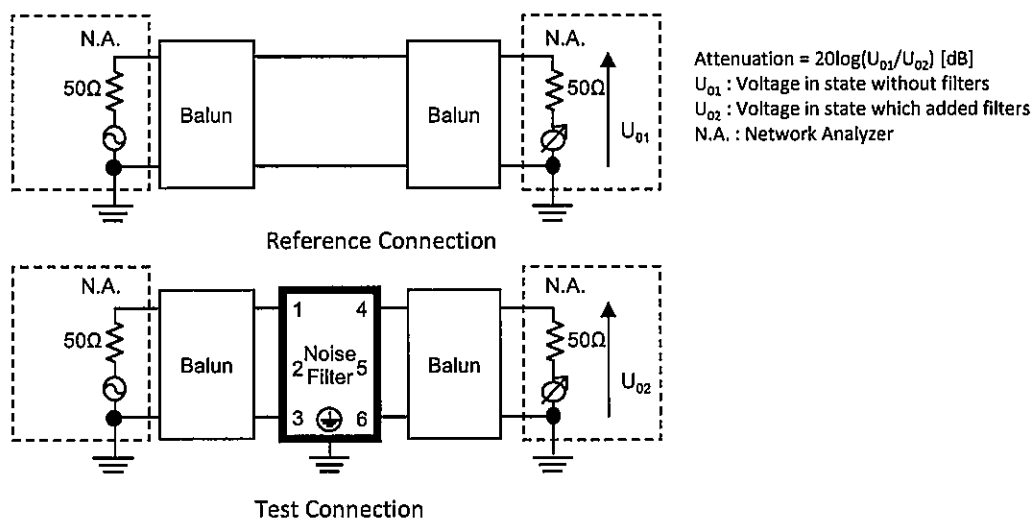 N.A.
50Ω
Balun
Balun
N.A.
50Ω
U01
Attenuation = 20log(U01/U02) [dB]
U01 : Voltage in state without filters
U02 : Voltage in state which added filters
N.A. : Network Analyzer
Reference Connection
N.A.
50Ω
Balun
1 4
2 Noise 5
Filter
3 6
Balun
N.A.
50Ω
U02
Test Connection